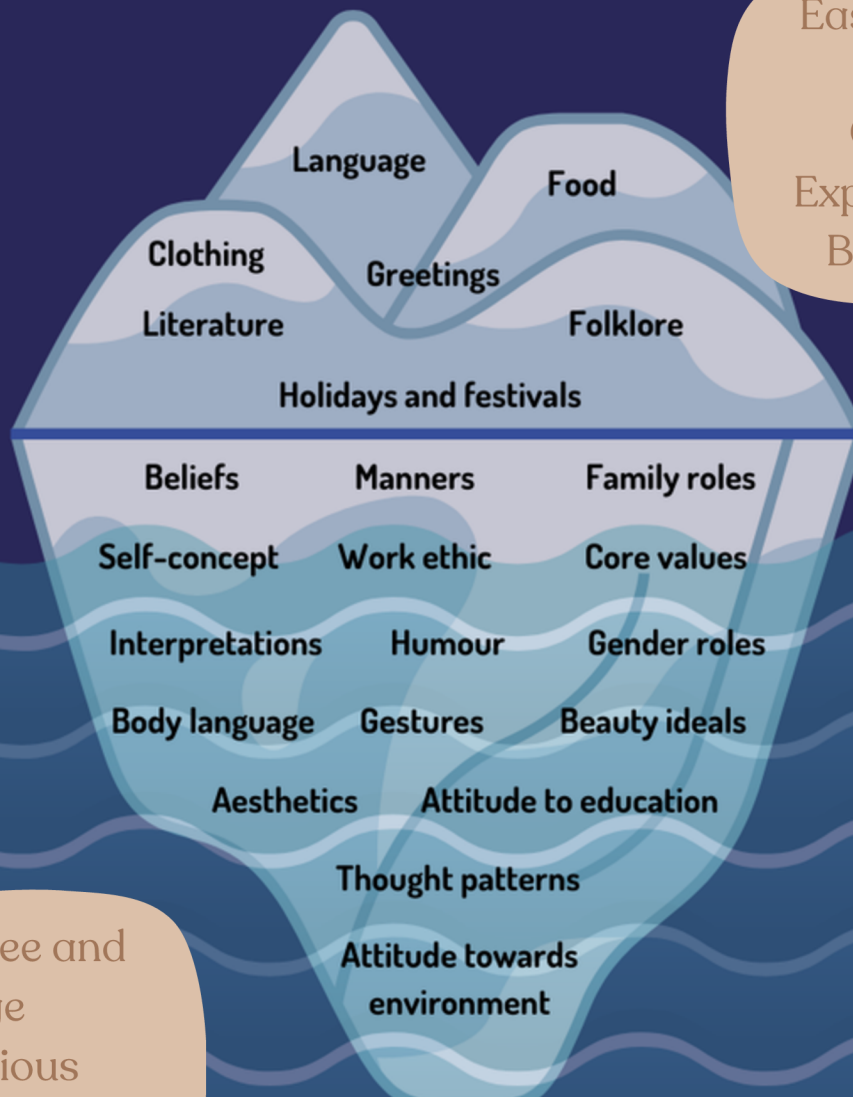 Language
Food
Clothing
Greetings
Literature
Folklore
Holidays and festivals
Beliefs Manners Family roles
Self-concept Work ethic Core values
Interpretations Humour Gender roles
Body language Gestures Beauty ideals
Aesthetics Attitude to education
Thought patterns
Attitude towards
environment
and